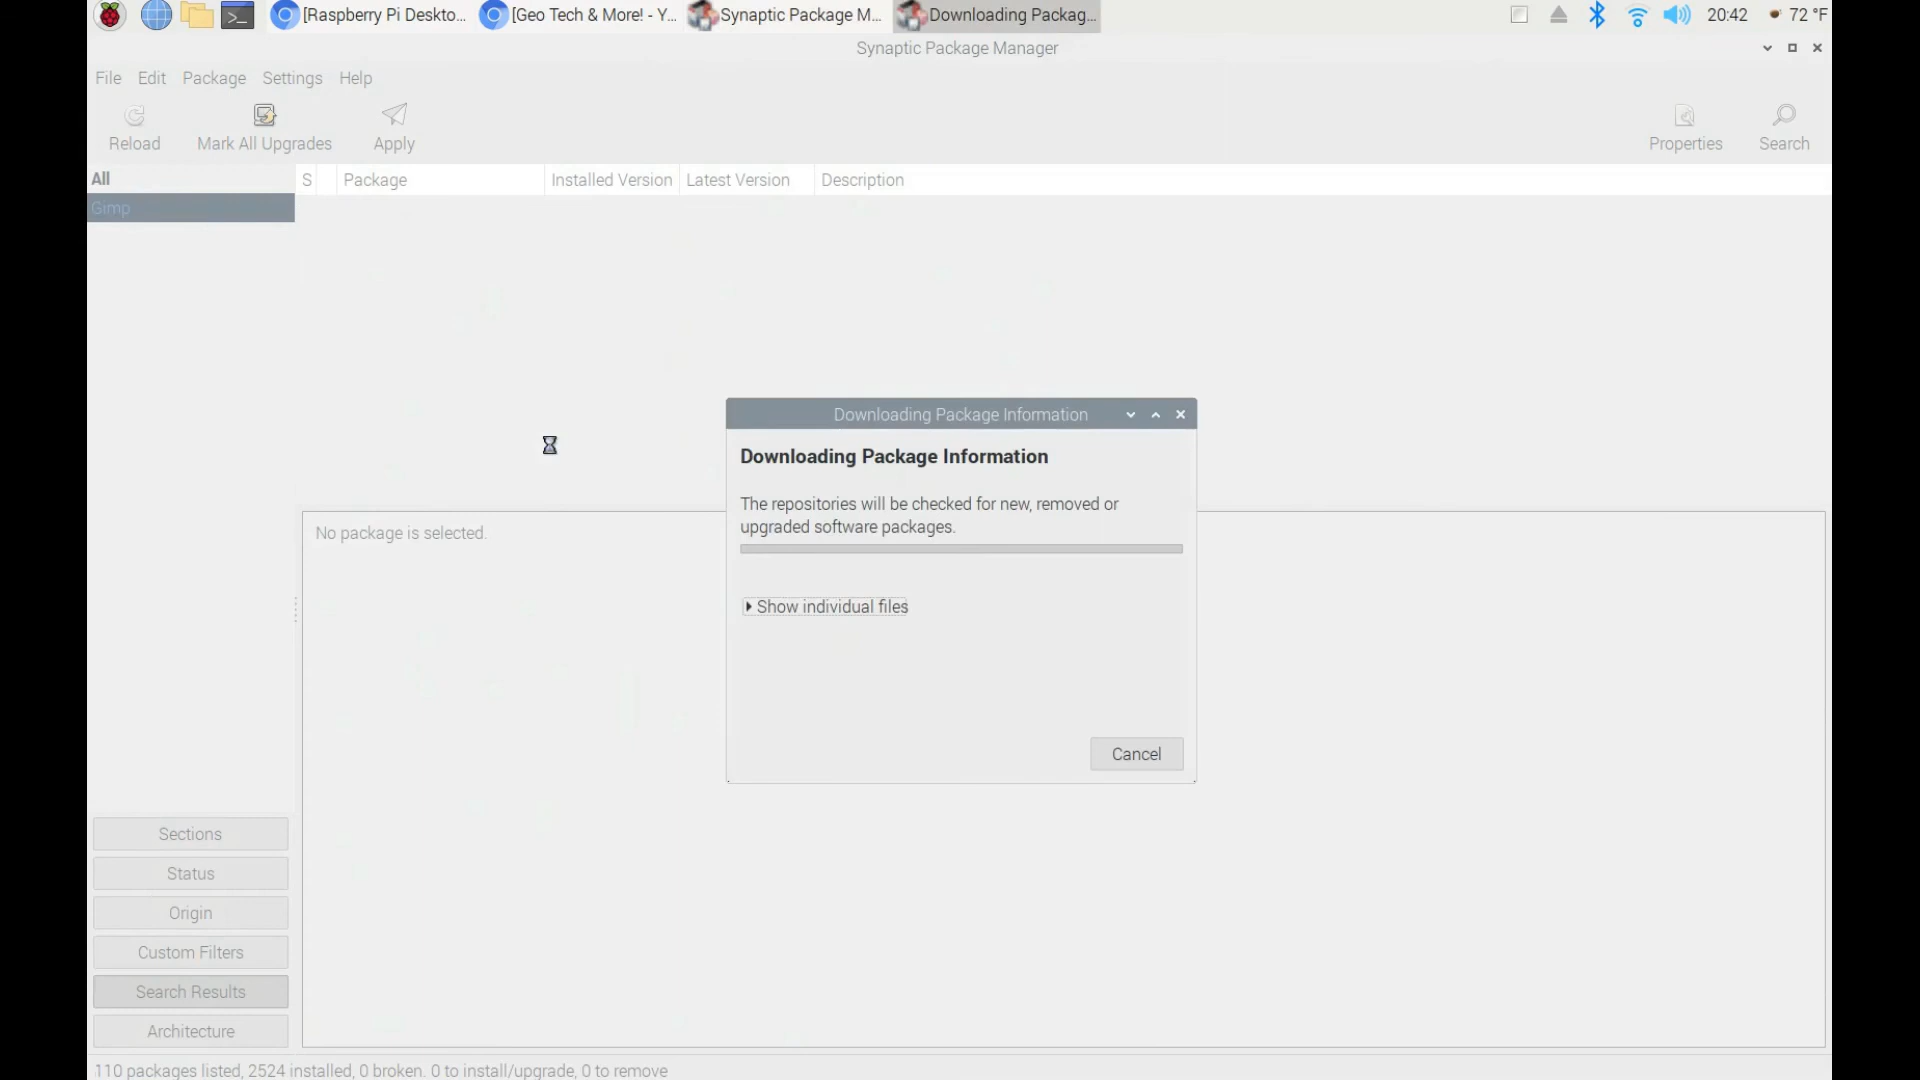 [Raspberry Pi Deskto...
[Geo Tech & More! - Y...
Synaptic Package M...
Downloading Packag...
20:42
72 °F
Synaptic Package Manager
File Edit Package Settings Help
Reload
Mark All Upgrades
Apply
Properties
Search
All
Gimp
S Package Installed Version Latest Version Description
No package is selected.
Downloading Package Information
Downloading Package Information
The repositories will be checked for new, removed or
upgraded software packages.
Show individual files
Cancel
Sections
Status
Origin
Custom Filters
Search Results
Architecture
110 packages listed, 2524 installed, 0 broken. 0 to install/upgrade, 0 to remove